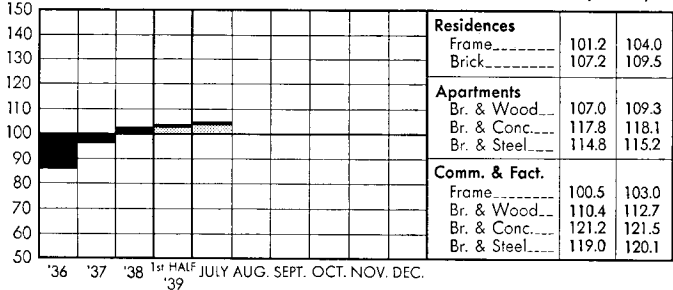 150
140
130
120
110
100
90
80
70
60
50
'36 '37 '38 1st HALF '39 JULY AUG. SEPT. OCT. NOV. DEC.
Residences
Frame 101.2 104.0
Brick 107.2 109.5
Apartments
Br. & Wood 107.0 109.3
Br. & Conc. 117.8 118.1
Br. & Steel 114.8 115.2
Comm. & Fact.
Frame 100.5 103.0
Br. & Wood 110.4 112.7
Br. & Conc. 121.2 121.5
Br. & Steel 119.0 120.1